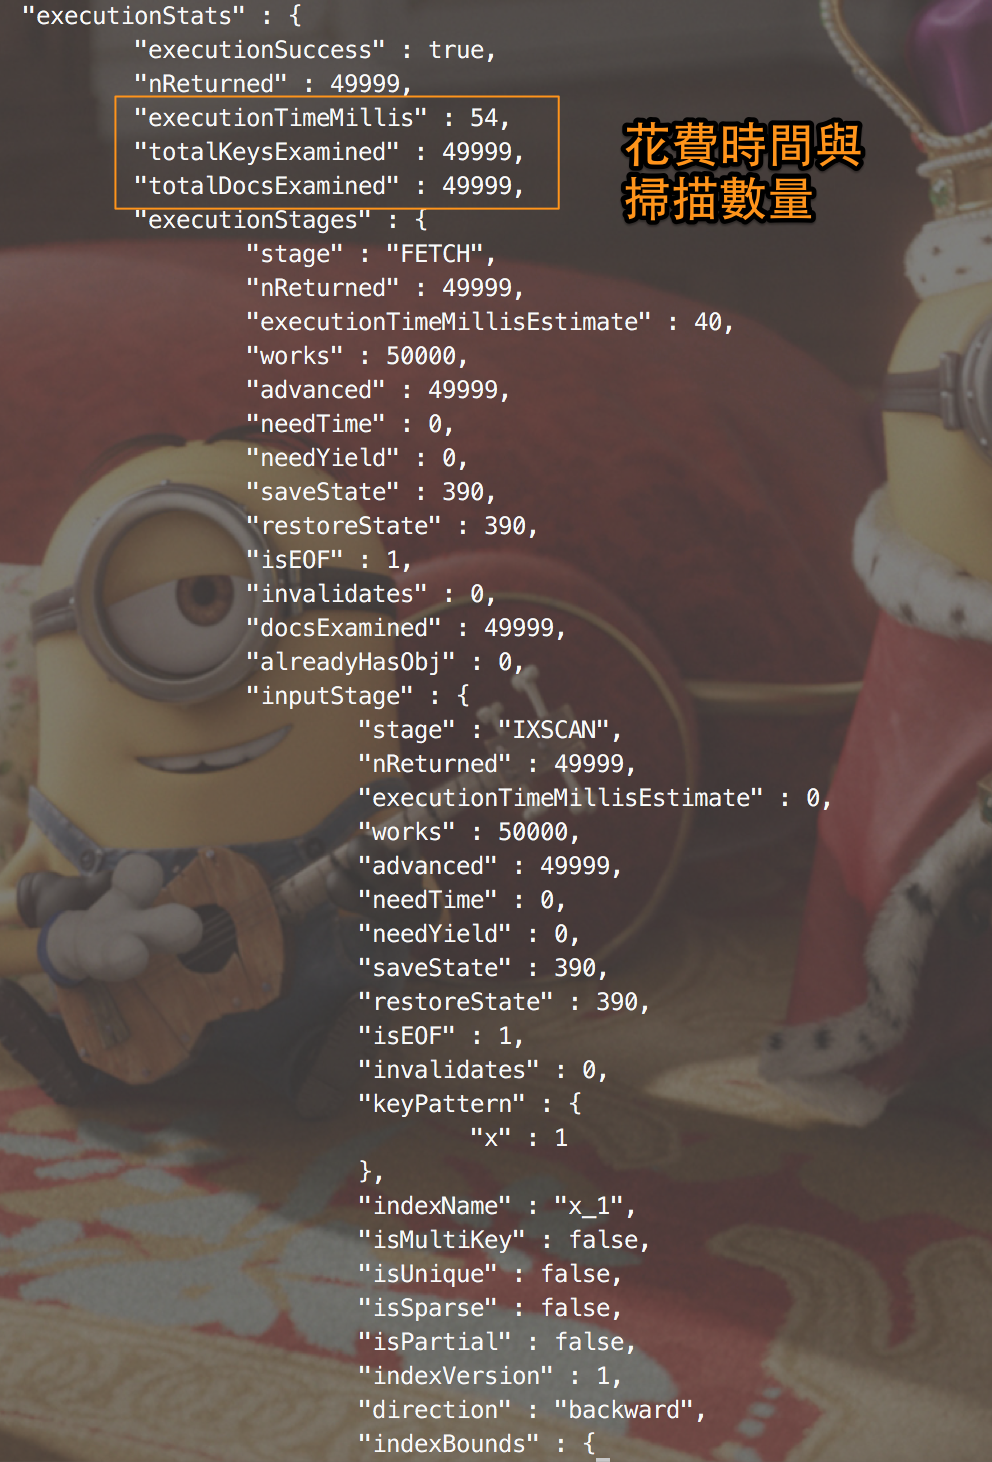 "executionStats" : {
"executionSuccess" : true,
"nReturned" : 49999,
"executionTimeMillis" : 54,
"totalKeysExamined" : 49999,
"totalDocsExamined" : 49999,
花費時間與
掃描數量
"executionStages" : {
"stage" : "FETCH",
"nReturned" : 49999,
"executionTimeMillisEstimate" : 40,
"works" : 50000,
"advanced" : 49999,
"needTime" : 0,
"needYield" : 0,
"saveState" : 390,
"restoreState" : 390,
"isEOF" : 1,
"invalidates" : 0,
"docsExamined" : 49999,
"alreadyHasObj" : 0,
"inputStage" : {
"stage" : "IXSCAN",
"nReturned" : 49999,
"executionTimeMillisEstimate" : 0,
"works" : 50000,
"advanced" : 49999,
"needTime" : 0,
"needYield" : 0,
"saveState" : 390,
"restoreState" : 390,
"isEOF" : 1,
"invalidates" : 0,
"keyPattern" : {
"x" : 1
},
"indexName" : "x_1",
"isMultiKey" : false,
"isUnique" : false,
"isSparse" : false,
"isPartial" : false,
"indexVersion" : 1,
"direction" : "backward",
"indexBounds" : {